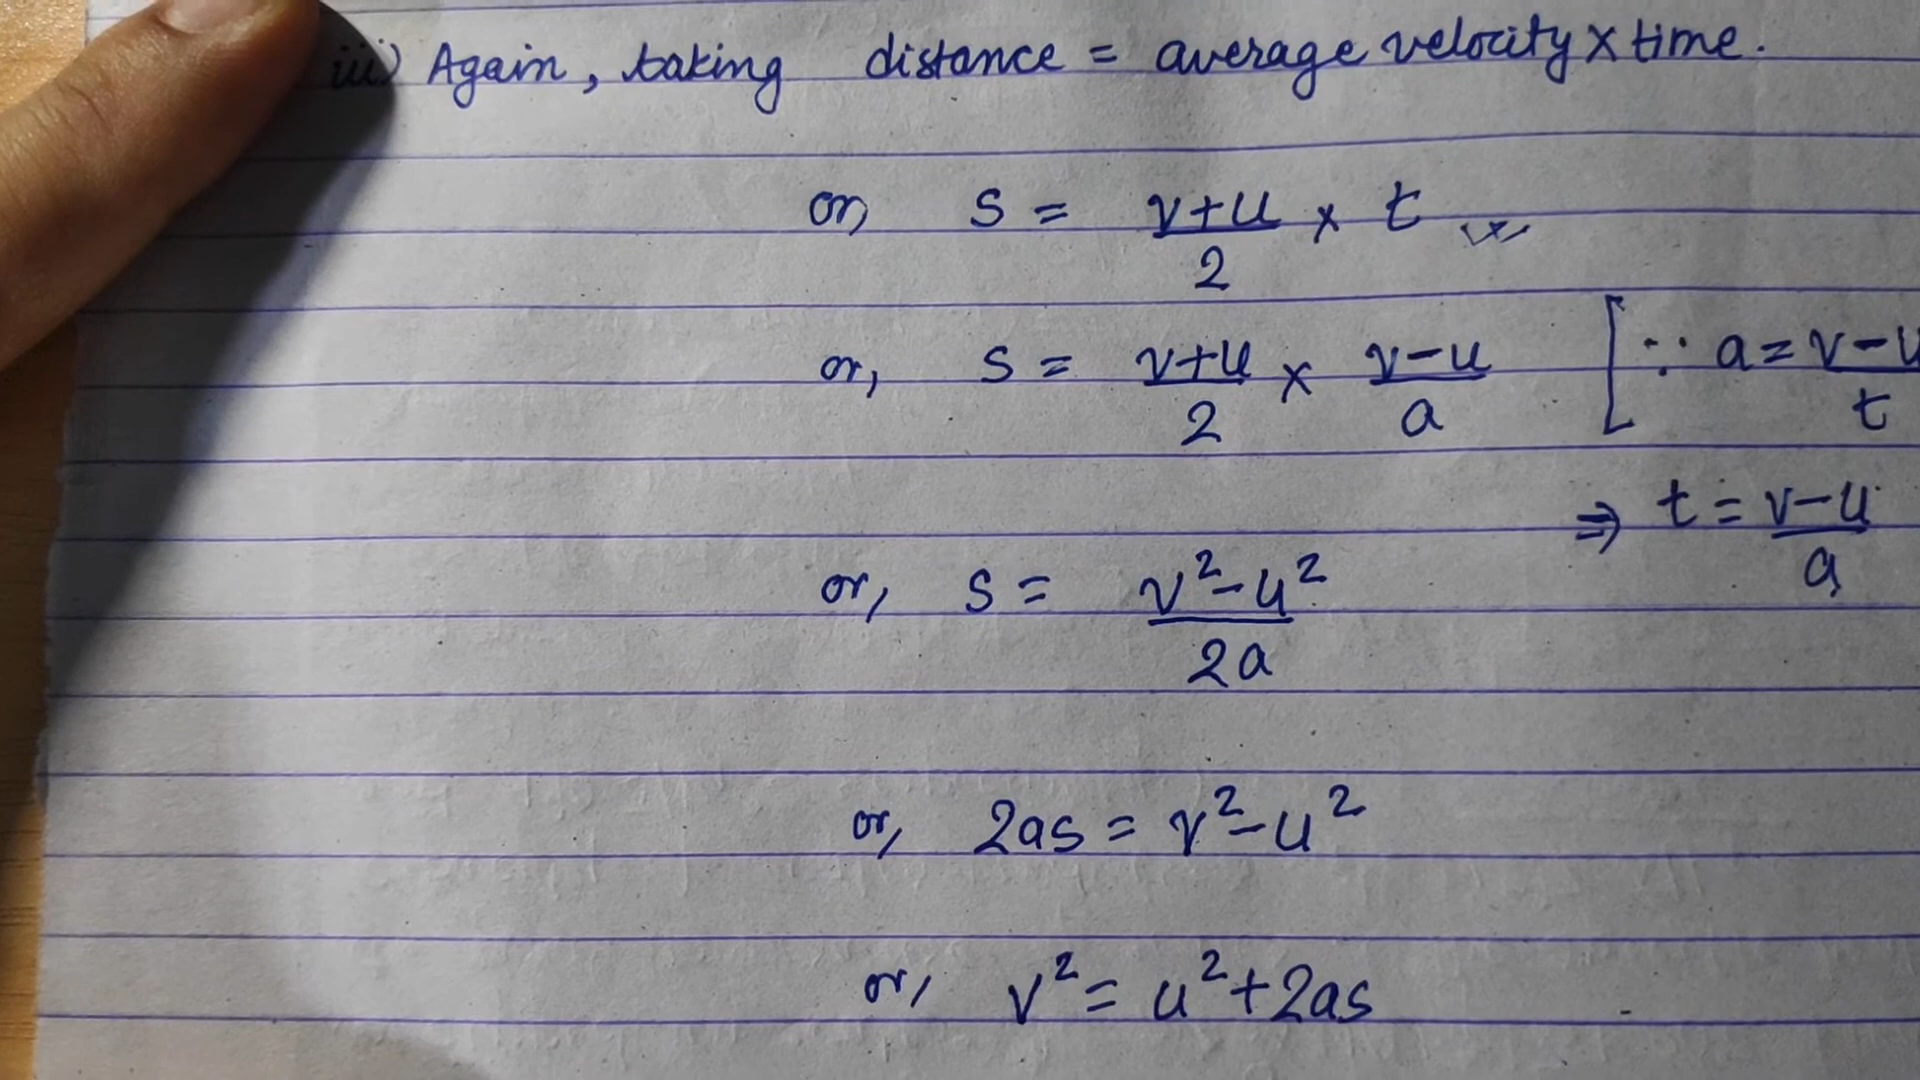 iii) Again, taking distance = average velocity × time.
or, s = (v+u)/2 × t
or, s = (v+u)/2 × (v-u)/a [∵ a = (v-u)/t
⇒ t = (v-u)/a
or, s = (v²-u²)/2a
or, 2as = v²-u²
or, v² = u²+2as